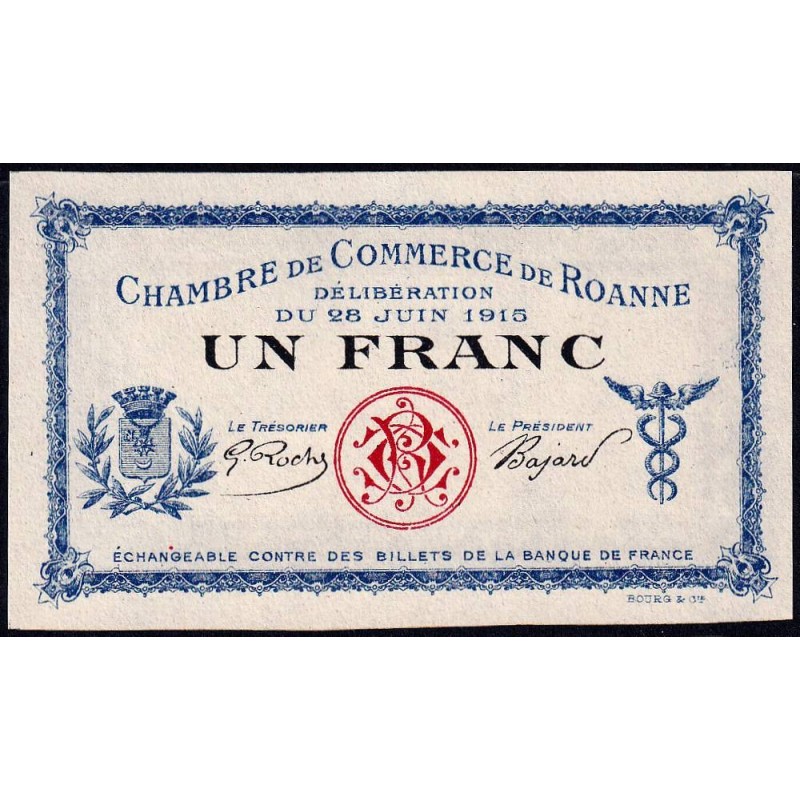 CHAMBRE DE COMMERCE DE ROANNE
DÉLIBÉRATION
DU 28 JUIN 1915
UN FRANC
LE TRÉSORIER
LE PRÉSIDENT
G. Roche
Bajard
ÉCHANGEABLE CONTRE DES BILLETS DE LA BANQUE DE FRANCE
BOURG & Cie